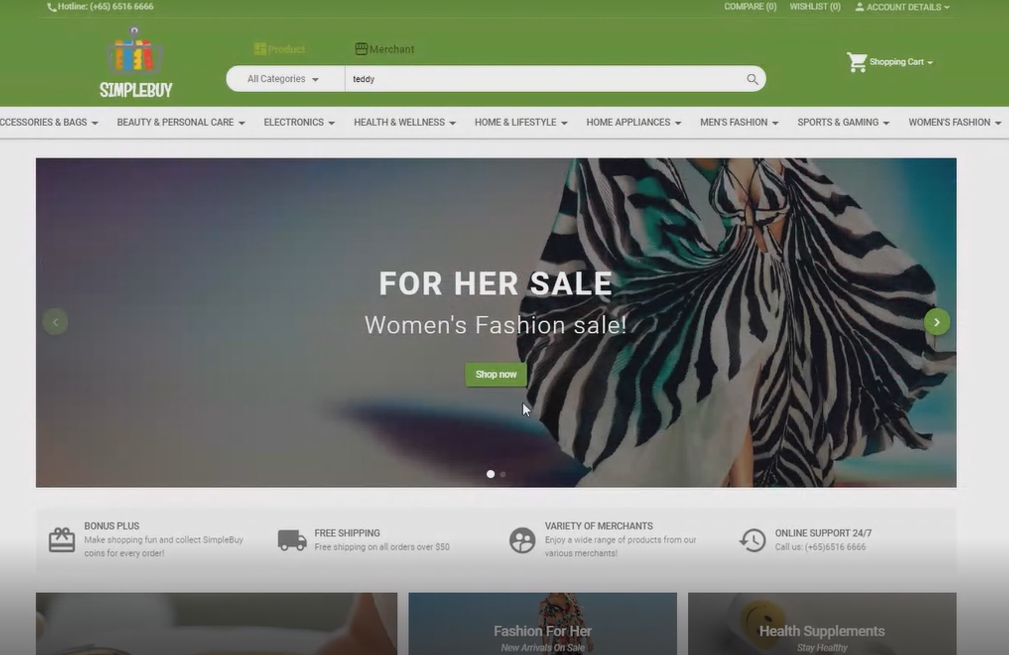 Hotline: (+65) 6516 6666
COMPARE (0) WISHLIST (0) ACCOUNT DETAILS
Product Merchant
SIMPLEBUY
All Categories teddy
Shopping Cart
CCESSORIES & BAGS BEAUTY & PERSONAL CARE ELECTRONICS HEALTH & WELLNESS HOME & LIFESTYLE HOME APPLIANCES MEN'S FASHION SPORTS & GAMING WOMEN'S FASHION
FOR HER SALE
Women's Fashion sale!
Shop now
BONUS PLUS
Make shopping fun and collect SimpleBuy
coins for every order!
FREE SHIPPING
Free shipping on all orders over $50
VARIETY OF MERCHANTS
Enjoy a wide range of products from our
various merchants!
ONLINE SUPPORT 24/7
Call us: (+65)6516 6666
Fashion For Her
New Arrivals On Sale
Health Supplements
Stay Healthy